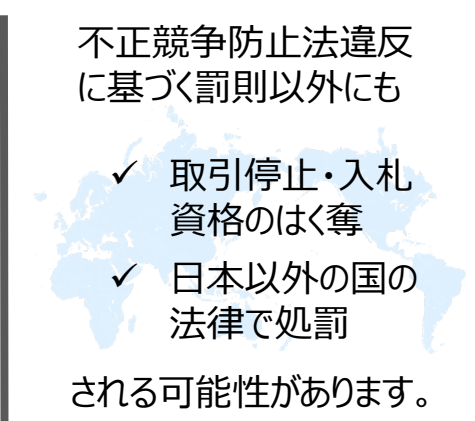 不正競争防止法違反
に基づく罰則以外にも
✓ 取引停止・入札
資格のはく奪
✓ 日本以外の国の
法律で処罰
される可能性があります。